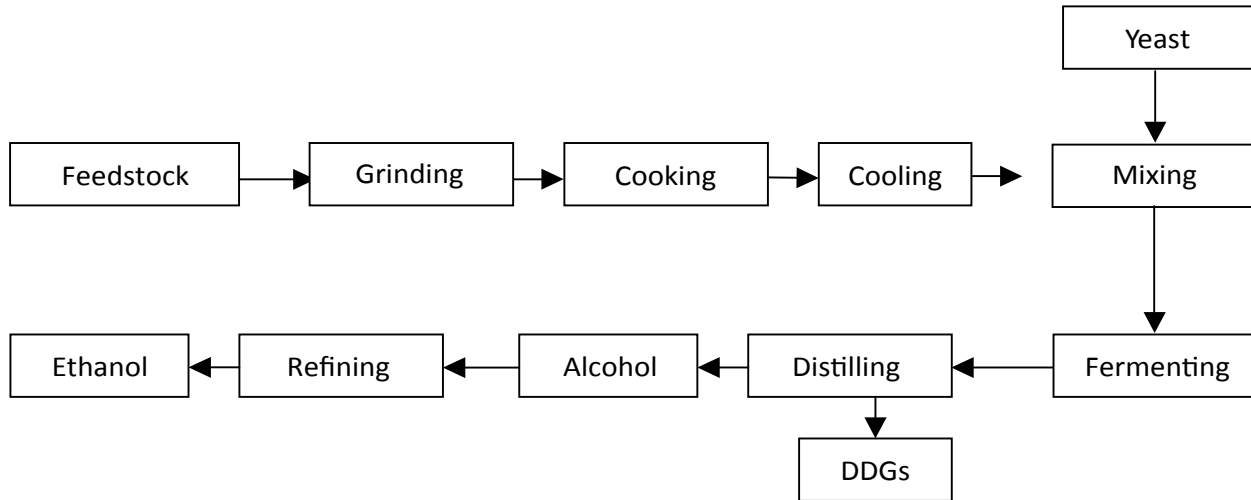 Yeast
Feedstock
Grinding
Cooking
Cooling
Mixing
Ethanol
Refining
Alcohol
Distilling
Fermenting
DDGs